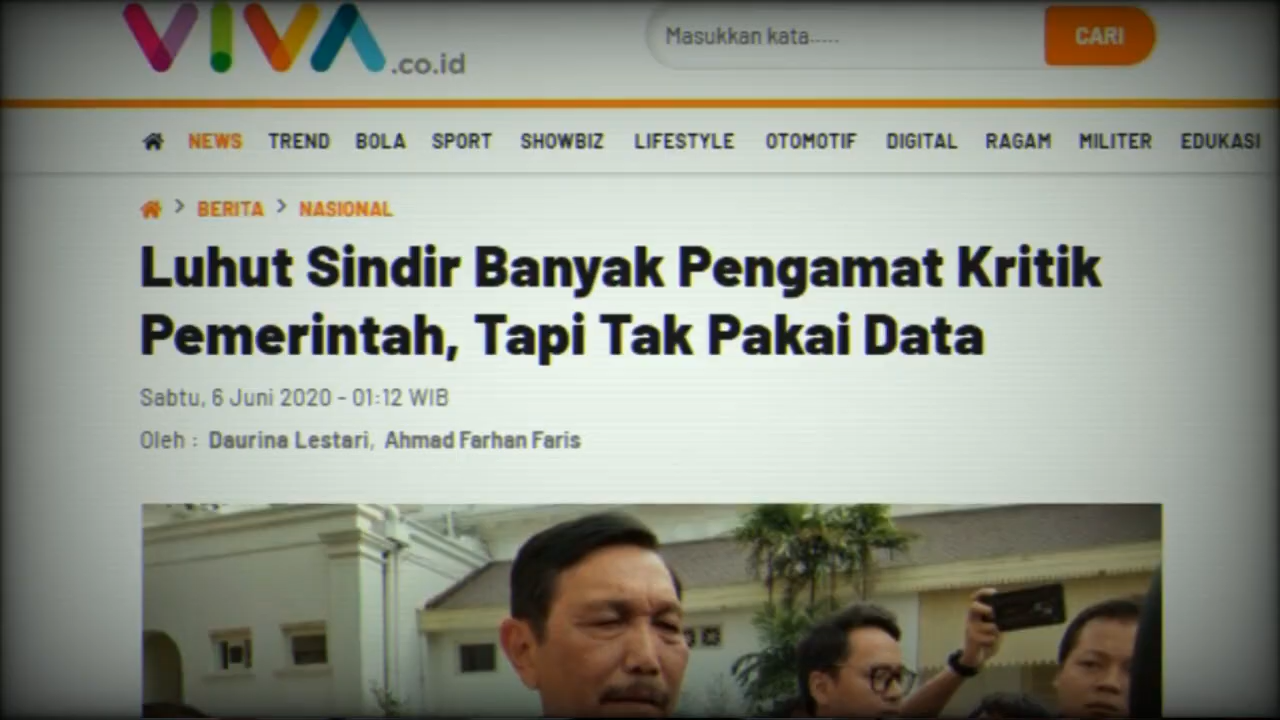 VIVA.co.id
Masukkan kata.....
CARI
NEWS TREND BOLA SPORT SHOWBIZ LIFESTYLE OTOMOTIF DIGITAL RAGAM MILITER EDUKASI
BERITA > NASIONAL
Luhut Sindir Banyak Pengamat Kritik
Pemerintah, Tapi Tak Pakai Data
Sabtu, 6 Juni 2020 - 01:12 WIB
Oleh : Daurina Lestari, Ahmad Farhan Faris